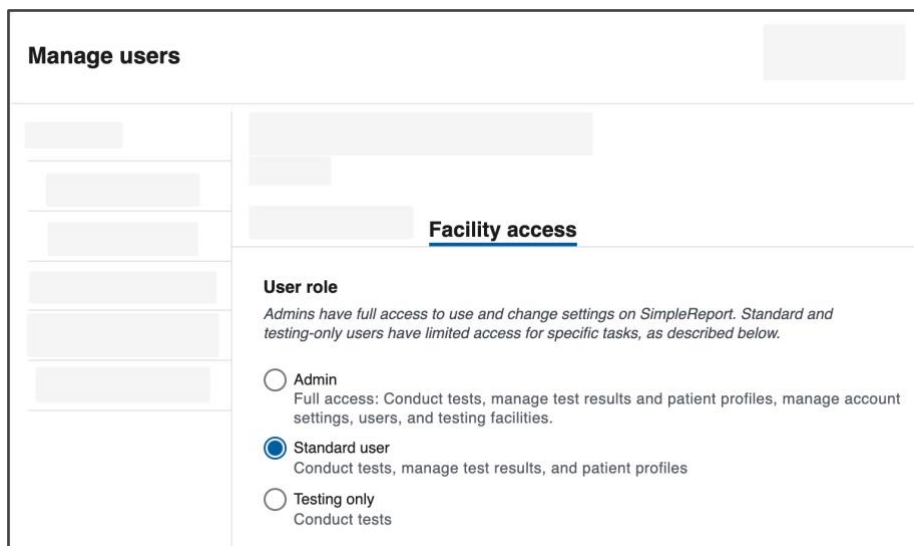 Manage users
Facility access
User role
Admins have full access to use and change settings on SimpleReport. Standard and
testing-only users have limited access for specific tasks, as described below.
Admin
Full access: Conduct tests, manage test results and patient profiles, manage account
settings, users, and testing facilities.
Standard user
Conduct tests, manage test results, and patient profiles
Testing only
Conduct tests